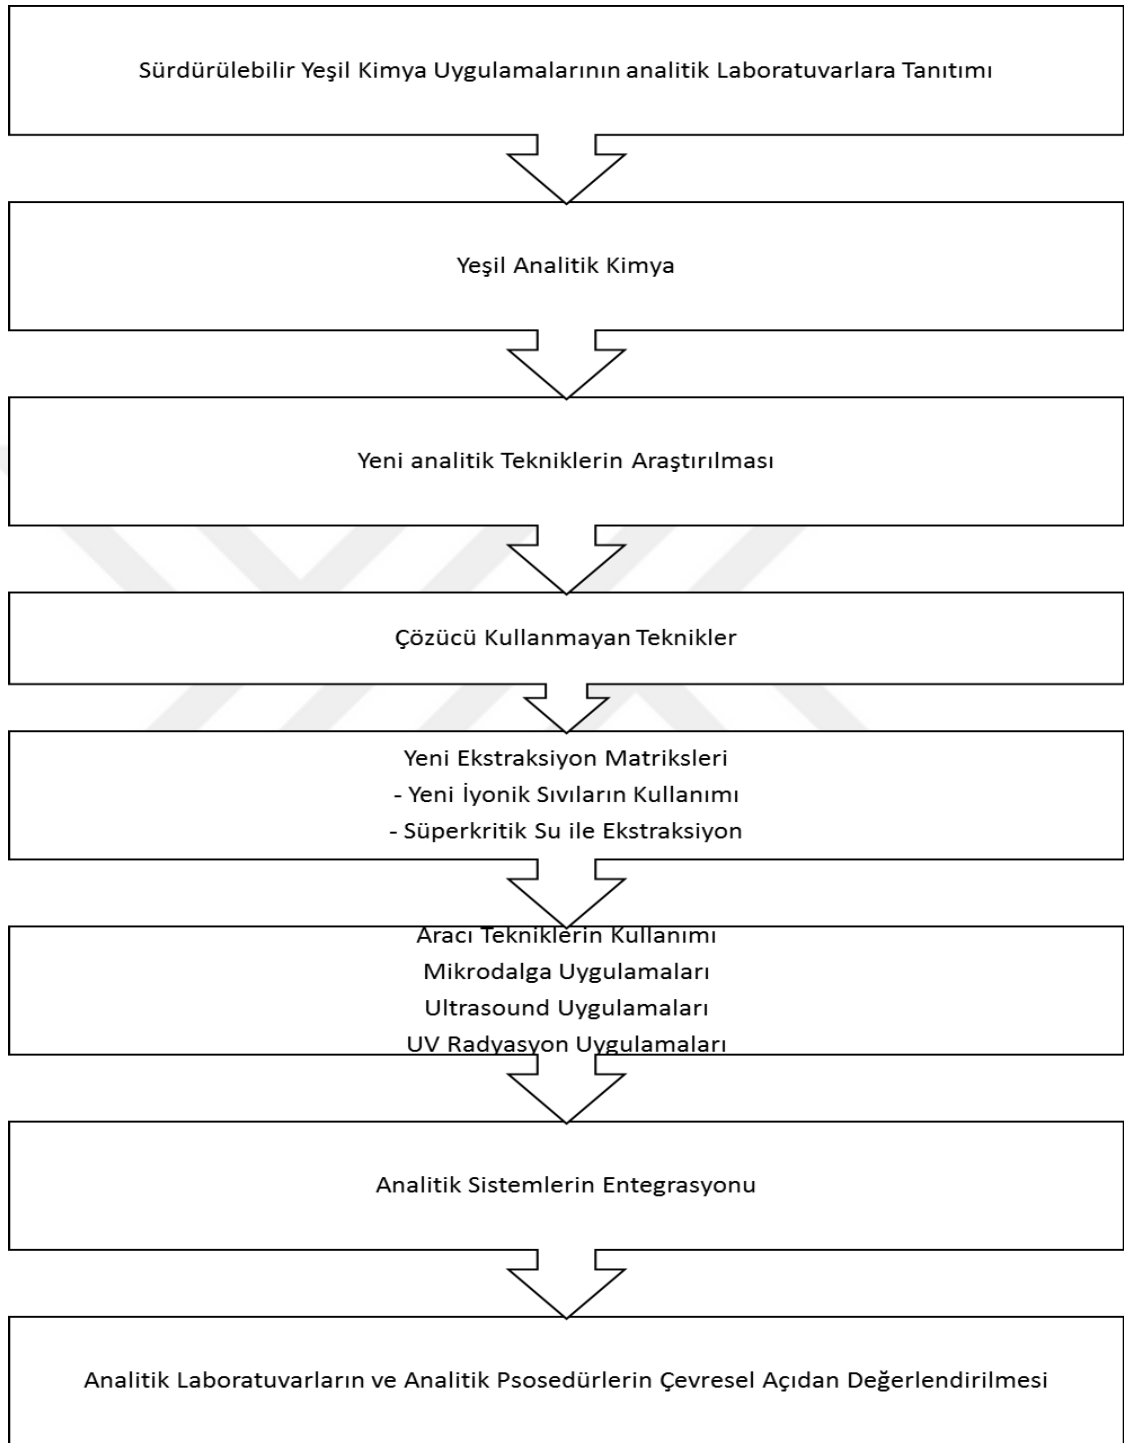 Sürdürülebilir Yeşil Kimya Uygulamalarının analitik Laboratuvarlara Tanıtımı
Yeşil Analitik Kimya
Yeni analitik Tekniklerin Araştırılması
Çözücü Kullanmayan Teknikler
Yeni Ekstraksiyon Matriksleri
- Yeni İyonik Sıvıların Kullanımı
- Süperkritik Su ile Ekstraksiyon
Aracı Tekniklerin Kullanımı
Mikrodalga Uygulamaları
Ultrasound Uygulamaları
UV Radyasyon Uygulamaları
Analitik Sistemlerin Entegrasyonu
Analitik Laboratuvarların ve Analitik Psosedürlerin Çevresel Açıdan Değerlendirilmesi